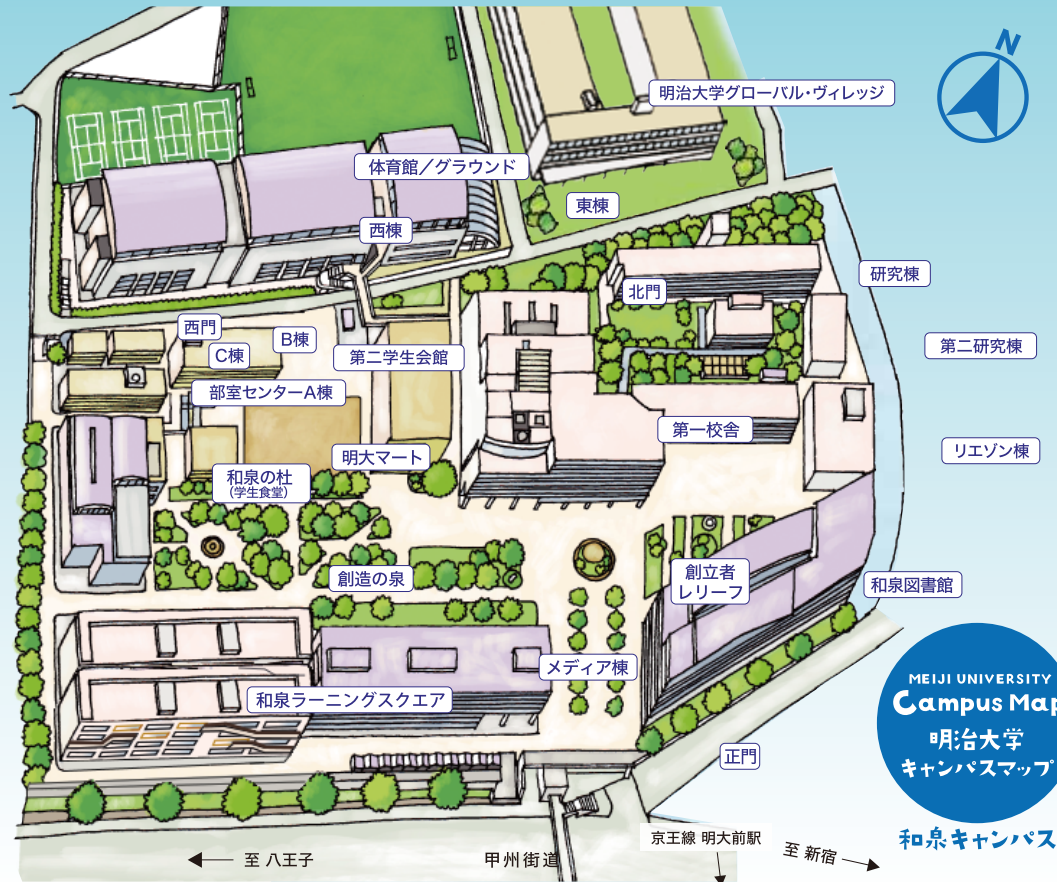 N
明治大学グローバル・ヴィレッジ
体育館／グラウンド
東棟
西棟
研究棟
北門
西門
B棟
C棟
第二学生会館
第二研究棟
部室センターA棟
第一校舎
リエゾン棟
明大マート
和泉の杜
(学生食堂)
創造の泉
創立者
レリーフ
和泉図書館
メディア棟
和泉ラーニングスクエア
正門
MEIJI UNIVERSITY
Campus Map
明治大学
キャンパスマップ
和泉キャンパス
京王線 明大前駅
至 八王子
甲州街道
至 新宿